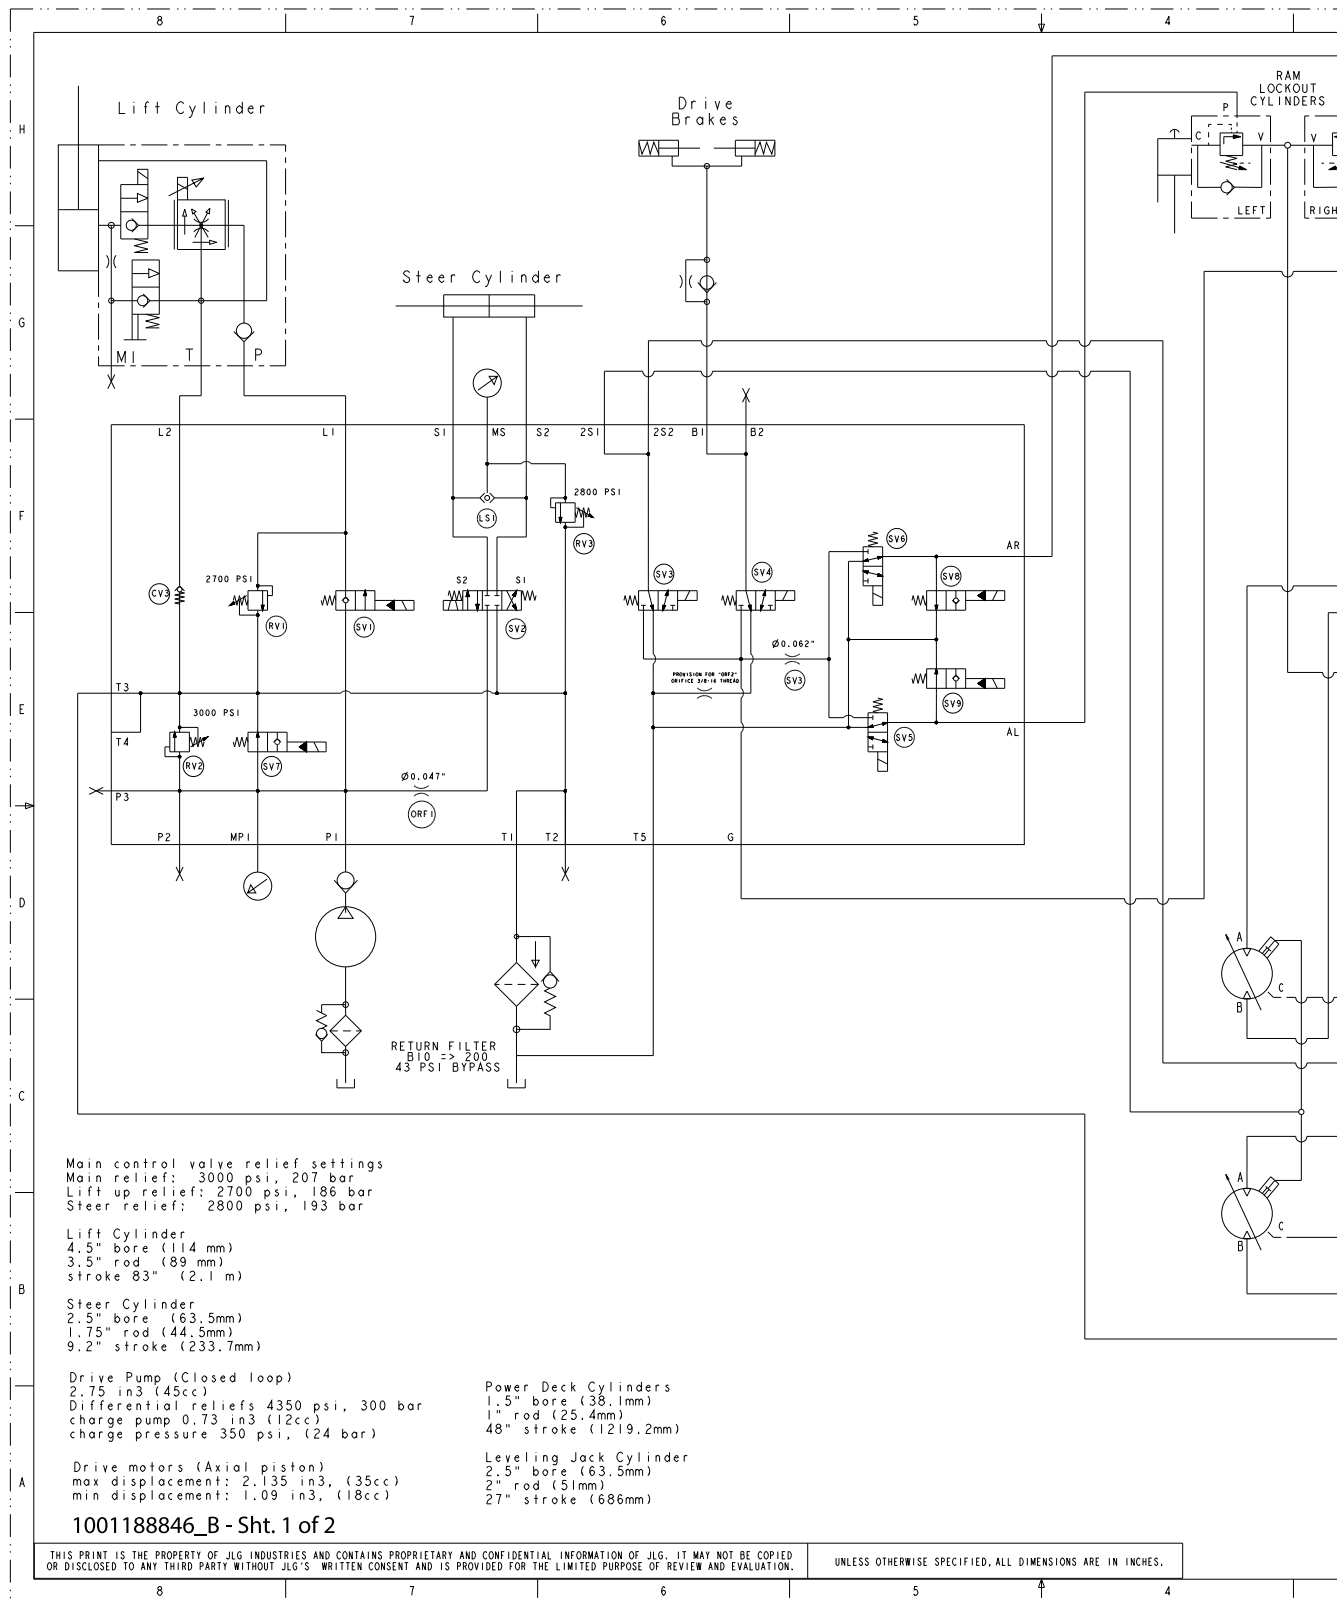 8 7 6 5 4
H
G
F
E
D
C
B
A
Lift Cylinder
M1 T P
Steer Cylinder
Drive
Brakes
RAM
LOCKOUT
CYLINDERS
P
C V V
LEFT
L2 L1 S1 MS S2 2S1 2S2 B1 B2
LS1
2800 PSI
RV3
CV3
2700 PSI
RV1
SV1
S2 S1
SV2
SV3
SV4
SV6
AR
SV8
Ø0.062"
SV3
PROVISION FOR "ORF2"
ORIFICE 3/8-16 THREAD
SV9
SV5
AL
T3
T4
3000 PSI
RV2
SV7
P3
Ø0.047"
ORF1
P2 MP1 P1 T1 T2 T5 G
A
C
B
A
C
B
RETURN FILTER
B10 => 200
43 PSI BYPASS
Main control valve relief settings
Main relief: 3000 psi, 207 bar
Lift up relief: 2700 psi, 186 bar
Steer relief: 2800 psi, 193 bar
Lift Cylinder
4.5" bore (114 mm)
3.5" rod (89 mm)
stroke 83" (2.1 m)
Steer Cylinder
2.5" bore (63.5mm)
1.75" rod (44.5mm)
9.2" stroke (233.7mm)
Drive Pump (Closed loop)
2.75 in3 (45cc)
Differential reliefs 4350 psi, 300 bar
charge pump 0.73 in3 (12cc)
charge pressure 350 psi, (24 bar)
Drive motors (Axial piston)
max displacement: 2.135 in3, (35cc)
min displacement: 1.09 in3, (18cc)
Power Deck Cylinders
1.5" bore (38.1mm)
1" rod (25.4mm)
48" stroke (1219.2mm)
Leveling Jack Cylinder
2.5" bore (63.5mm)
2" rod (51mm)
27" stroke (686mm)
1001188846_B - Sht. 1 of 2
THIS PRINT IS THE PROPERTY OF JLG INDUSTRIES AND CONTAINS PROPRIETARY AND CONFIDENTIAL INFORMATION OF JLG. IT MAY NOT BE COPIED
OR DISCLOSED TO ANY THIRD PARTY WITHOUT JLG'S WRITTEN CONSENT AND IS PROVIDED FOR THE LIMITED PURPOSE OF REVIEW AND EVALUATION.
UNLESS OTHERWISE SPECIFIED, ALL DIMENSIONS ARE IN INCHES.
8 7 6 5 4